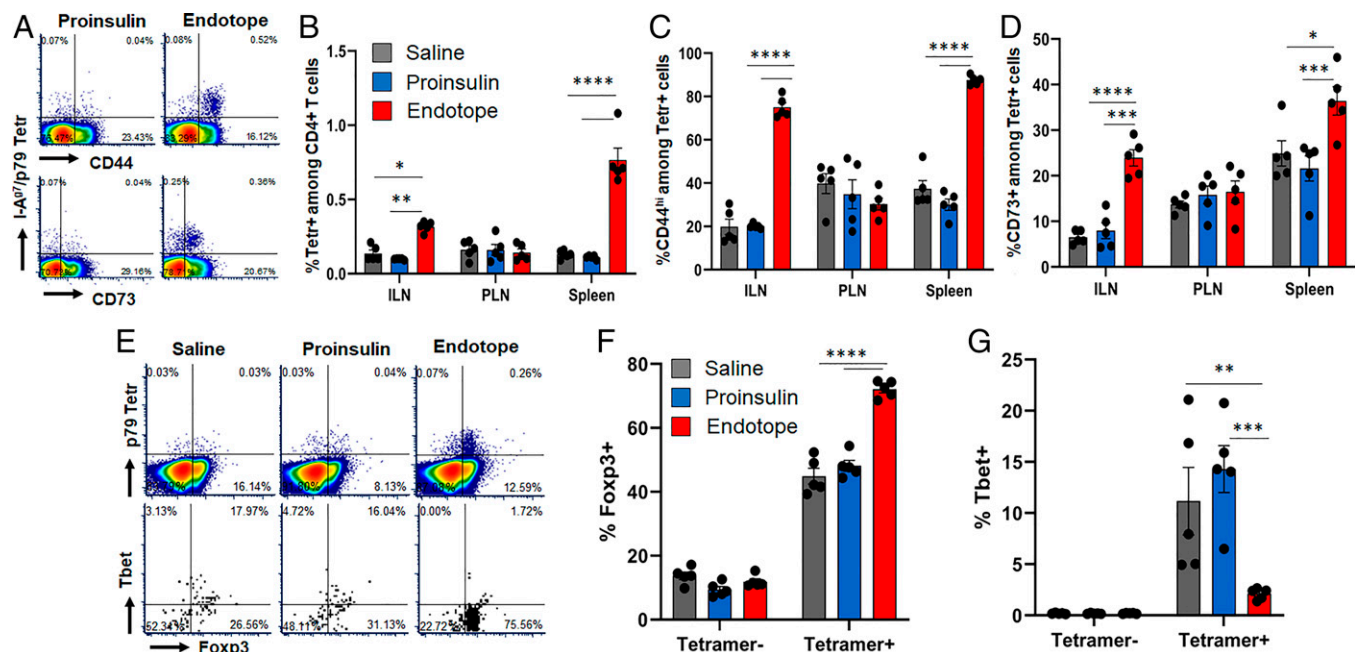 A
Proinsulin Endotope
0.07% 0.04% 0.08% 0.52%
23.43% 16.12%
CD44
0.07% 0.04% 0.25% 0.36%
29.16% 20.67%
CD73
I-Ag7/p79 Tetr
B
%Tetr+ among CD4+ T cells
1.5
1.0
0.5
0.0
Saline
Proinsulin
Endotope
* ** ****
ILN PLN Spleen
C
%CD44hi among Tetr+ cells
100
80
60
40
20
0
**** ****
ILN PLN Spleen
D
%CD73+ among Tetr+ cells
50
40
30
20
10
0
**** *** * ***
ILN PLN Spleen
E
Saline Proinsulin Endotope
p79 Tetr
0.03% 0.03% 0.03% 0.04% 0.07% 0.26%
16.14% 8.13% 12.59%
Tbet
3.13% 17.97% 4.72% 16.04% 0.00% 1.72%
52.34% 26.56% 48.11% 31.13% 22.72% 75.56%
Foxp3
F
% Foxp3+
80
60
40
20
0
Saline
Proinsulin
Endotope
****
Tetramer- Tetramer+
G
% Tbet+
25
20
15
10
5
0
** ***
Tetramer- Tetramer+